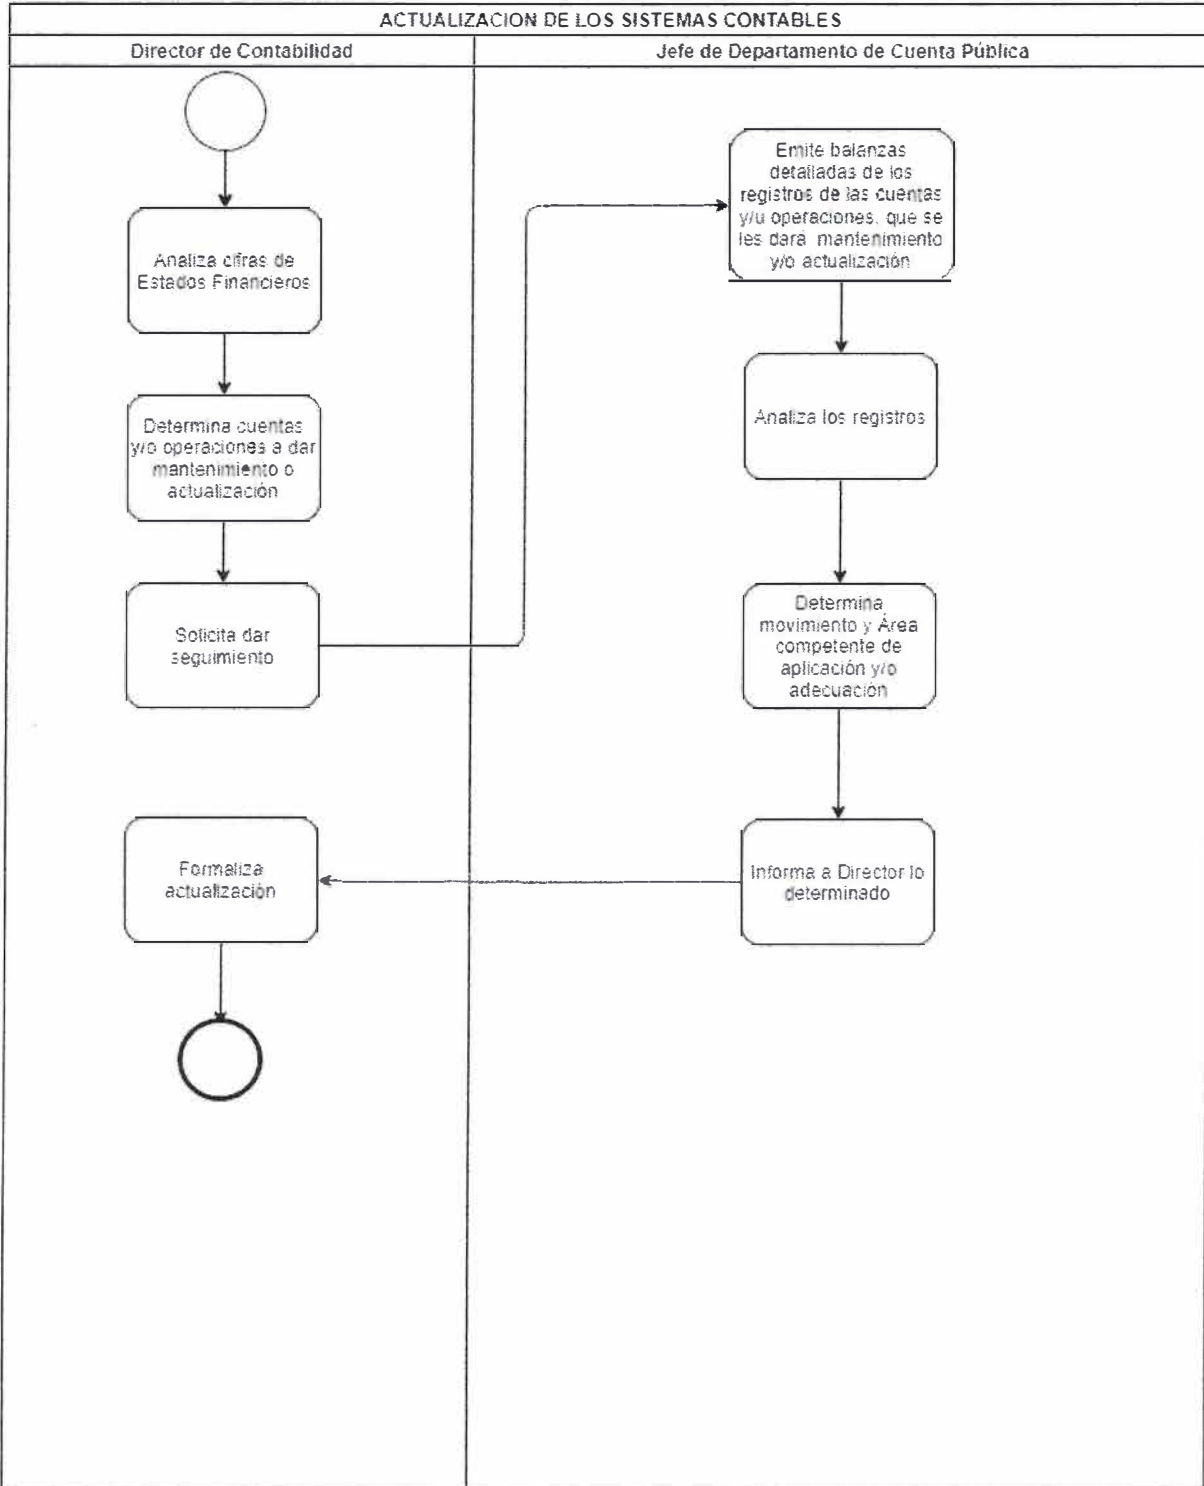 ACTUALIZACION DE LOS SISTEMAS CONTABLES
Director de Contabilidad
Jefe de Departamento de Cuenta Pública
Analiza cifras de
Estados Financieros
Determina cuentas
y/o operaciones a dar
mantenimiento o
actualización
Solicita dar
seguimiento
Emite balanzas
detalladas de los
registros de las cuentas
y/u operaciones, que se
les dará mantenimiento
y/o actualización
Analiza los registros
Determina
movimiento y Área
competente de
aplicación y/o
adecuación
Informa a Director lo
determinado
Formaliza
actualización